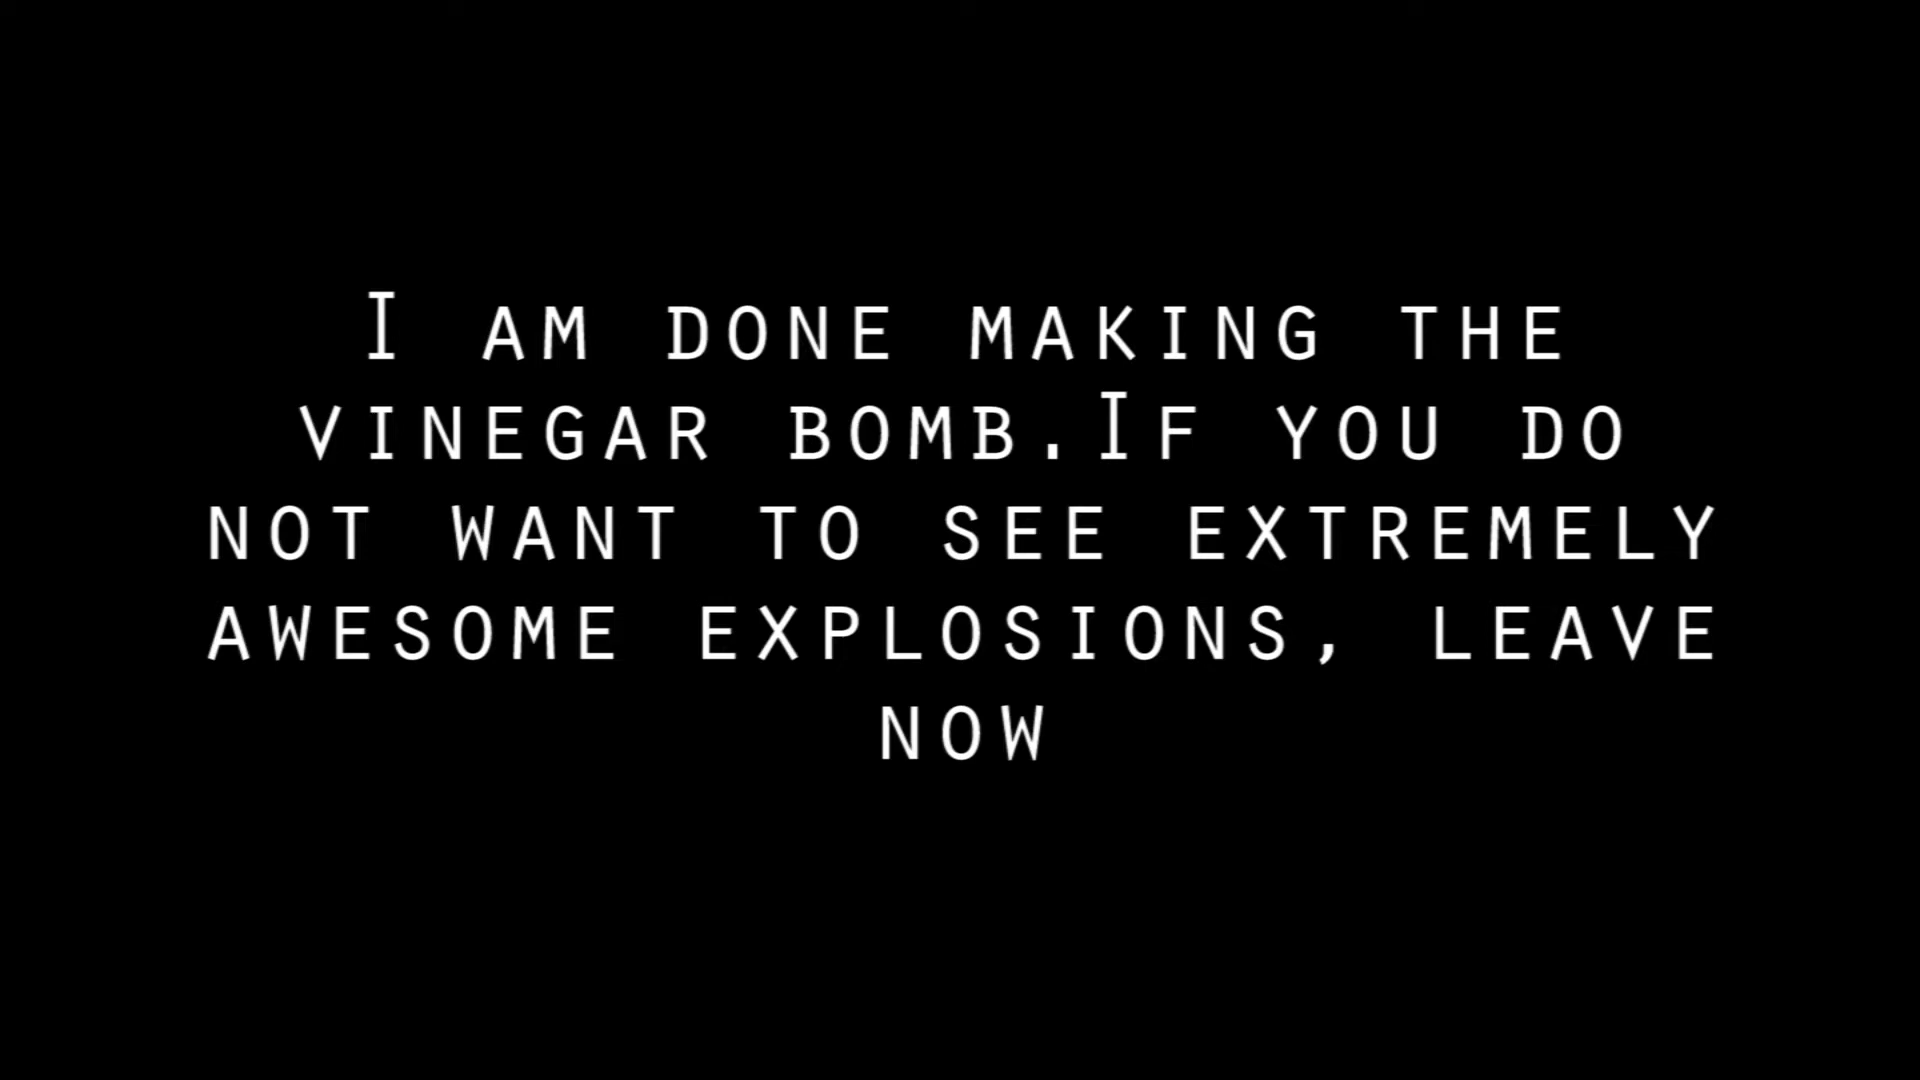 I am done making the
vinegar bomb.If you do
not want to see extremely
awesome explosions, leave
now